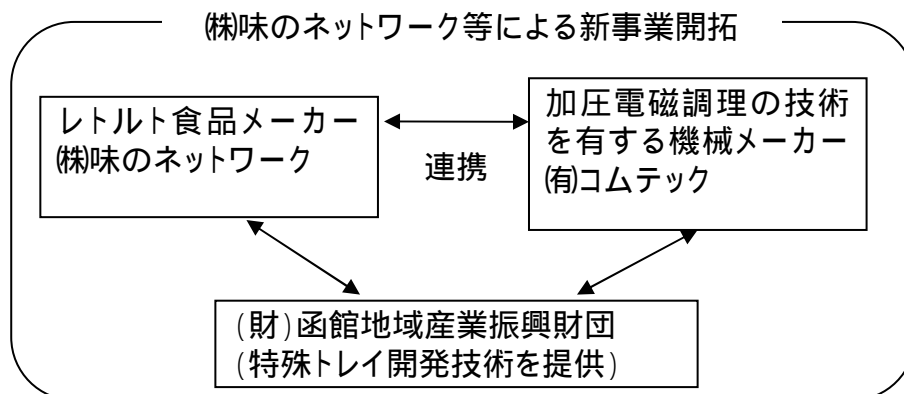 ㈱味のネットワーク等による新事業開拓
レトルト食品メーカー
㈱味のネットワーク
連携
加圧電磁調理の技術
を有する機械メーカー
㈲コムテック
(財)函館地域産業振興財団
(特殊トレイ開発技術を提供)